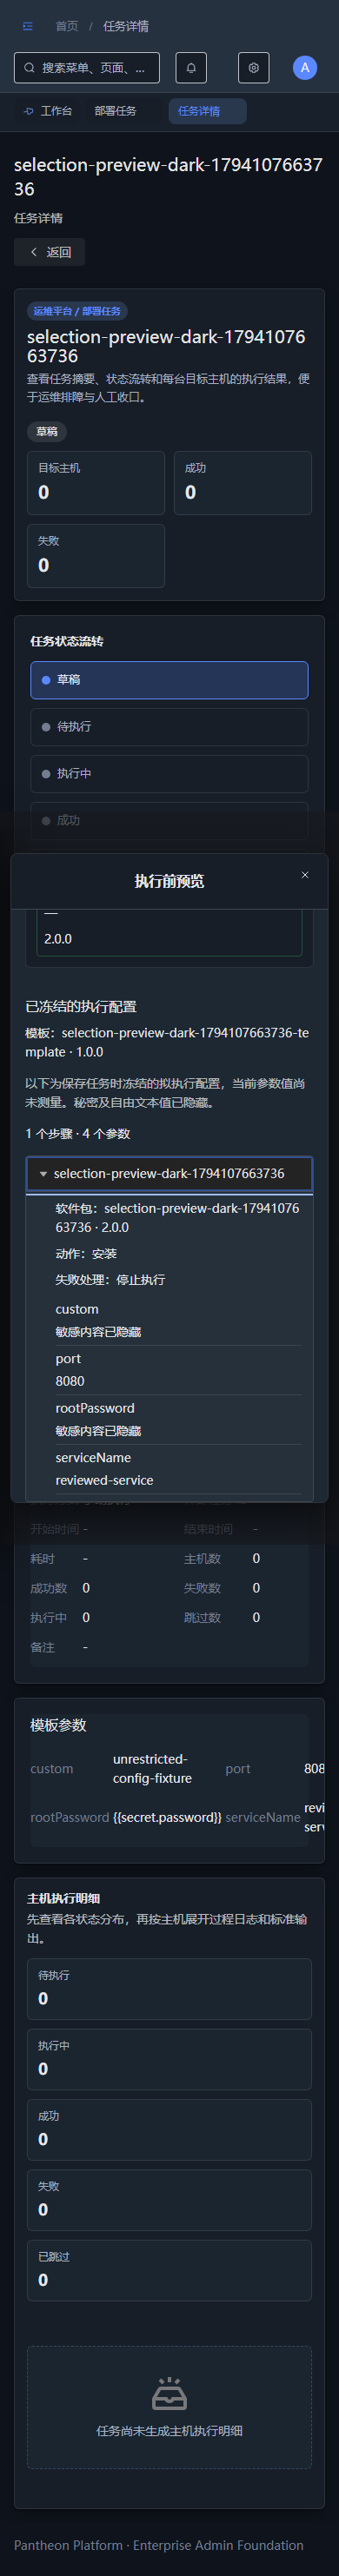 首页 / 任务详情
搜索菜单、页面、...
A
工作台 部署任务 任务详情
selection-preview-dark-17941076637
36
任务详情
返回
运维平台 / 部署任务
selection-preview-dark-17941076
63736
查看任务摘要、状态流转和每台目标主机的执行结果，便
于运维排障与人工收口。
草稿
目标主机 成功
0 0
失败
0
任务状态流转
草稿
待执行
执行中
成功
执行前预览
—
2.0.0
已冻结的执行配置
模板：selection-preview-dark-1794107663736-te
mplate · 1.0.0
以下为保存任务时冻结的拟执行配置，当前参数值尚
未测量。秘密及自由文本值已隐藏。
1 个步骤 · 4 个参数
selection-preview-dark-1794107663736
软件包：selection-preview-dark-17941076
63736 · 2.0.0
动作：安装
失败处理：停止执行
custom
敏感内容已隐藏
port
8080
rootPassword
敏感内容已隐藏
serviceName
reviewed-service
开始时间 - 结束时间 -
耗时 - 主机数 0
成功数 0 失败数 0
执行中 0 跳过数 0
备注 -
模板参数
custom unrestricted-
config-fixture port 808
rootPassword {{secret.password}} serviceName revi
serv
主机执行明细
先查看各状态分布，再按主机展开过程日志和标准输
出。
待执行
0
执行中
0
成功
0
失败
0
已跳过
0
任务尚未生成主机执行明细
Pantheon Platform · Enterprise Admin Foundation